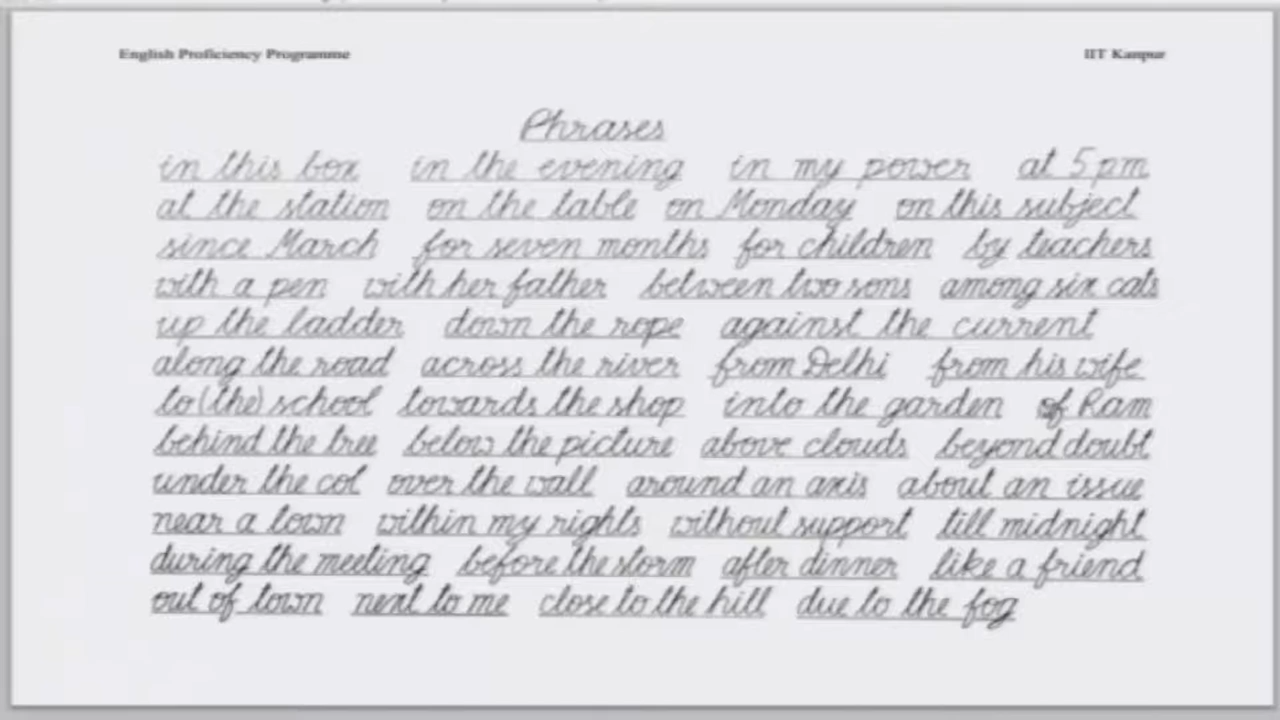 English Proficiency Programme IIT Kanpur
Phrases
in this box in the evening in my power at 5 pm
at the station on the table on Monday on this subject
since March for seven months for children by teachers
with a pen with her father between two sons among six cats
up the ladder down the rope against the current
along the road across the river from Delhi from his wife
to (the) school towards the shop into the garden of Ram
behind the tree below the picture above clouds beyond doubt
under the cot over the wall around an axis about an issue
near a town within my rights without support till midnight
during the meeting before the storm after dinner like a friend
out of town next to me close to the hill due to the fog